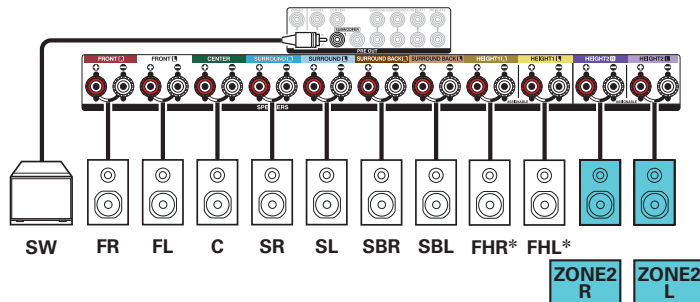 SUBWOOFER
PRE OUT
FRONT R FRONT L CENTER SURROUND R SURROUND L SURROUND BACK R SURROUND BACK L HEIGHT1 R HEIGHT1 L HEIGHT2 R HEIGHT2 L
SPEAKERS ASSIGNABLE ASSIGNABLE
SW FR FL C SR SL SBR SBL FHR* FHL*
ZONE2 ZONE2
R L